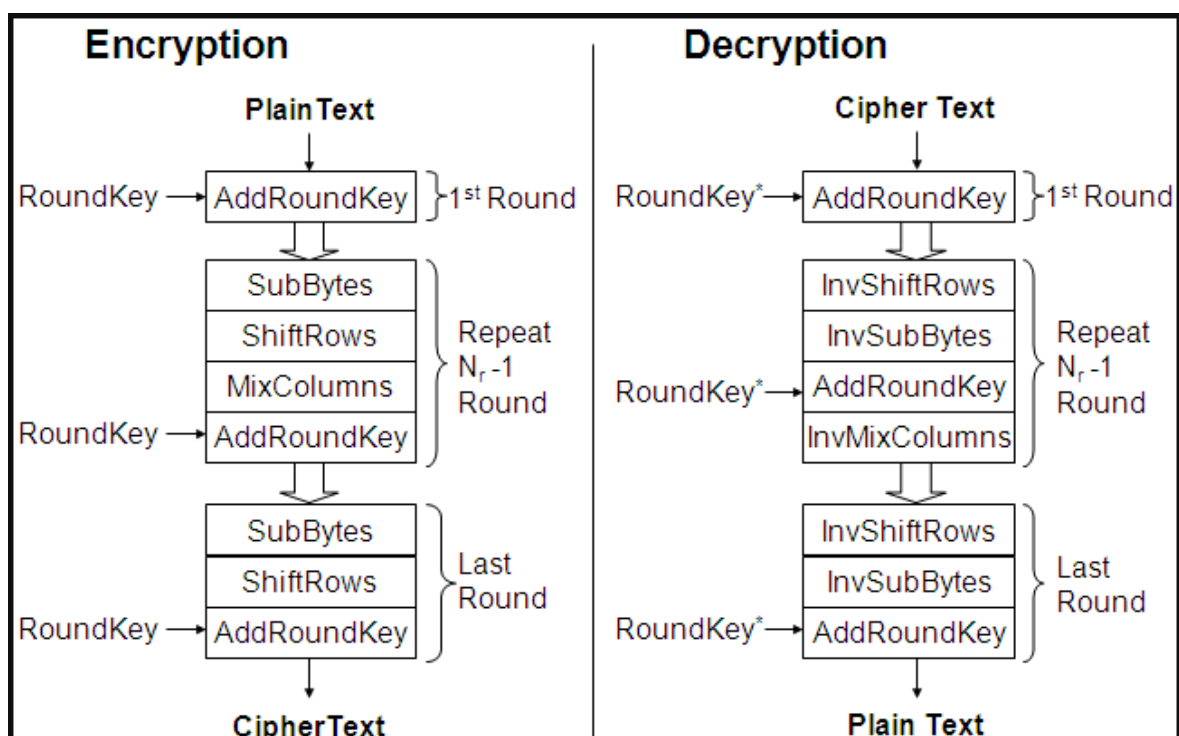 Encryption
PlainText
RoundKey
AddRoundKey
1st Round
SubBytes
ShiftRows
MixColumns
RoundKey
AddRoundKey
Repeat
Nr -1
Round
SubBytes
ShiftRows
RoundKey
AddRoundKey
Last
Round
CipherText
Decryption
Cipher Text
RoundKey*
AddRoundKey
1st Round
InvShiftRows
InvSubBytes
RoundKey*
AddRoundKey
InvMixColumns
Repeat
Nr -1
Round
InvShiftRows
InvSubBytes
RoundKey*
AddRoundKey
Last
Round
Plain Text